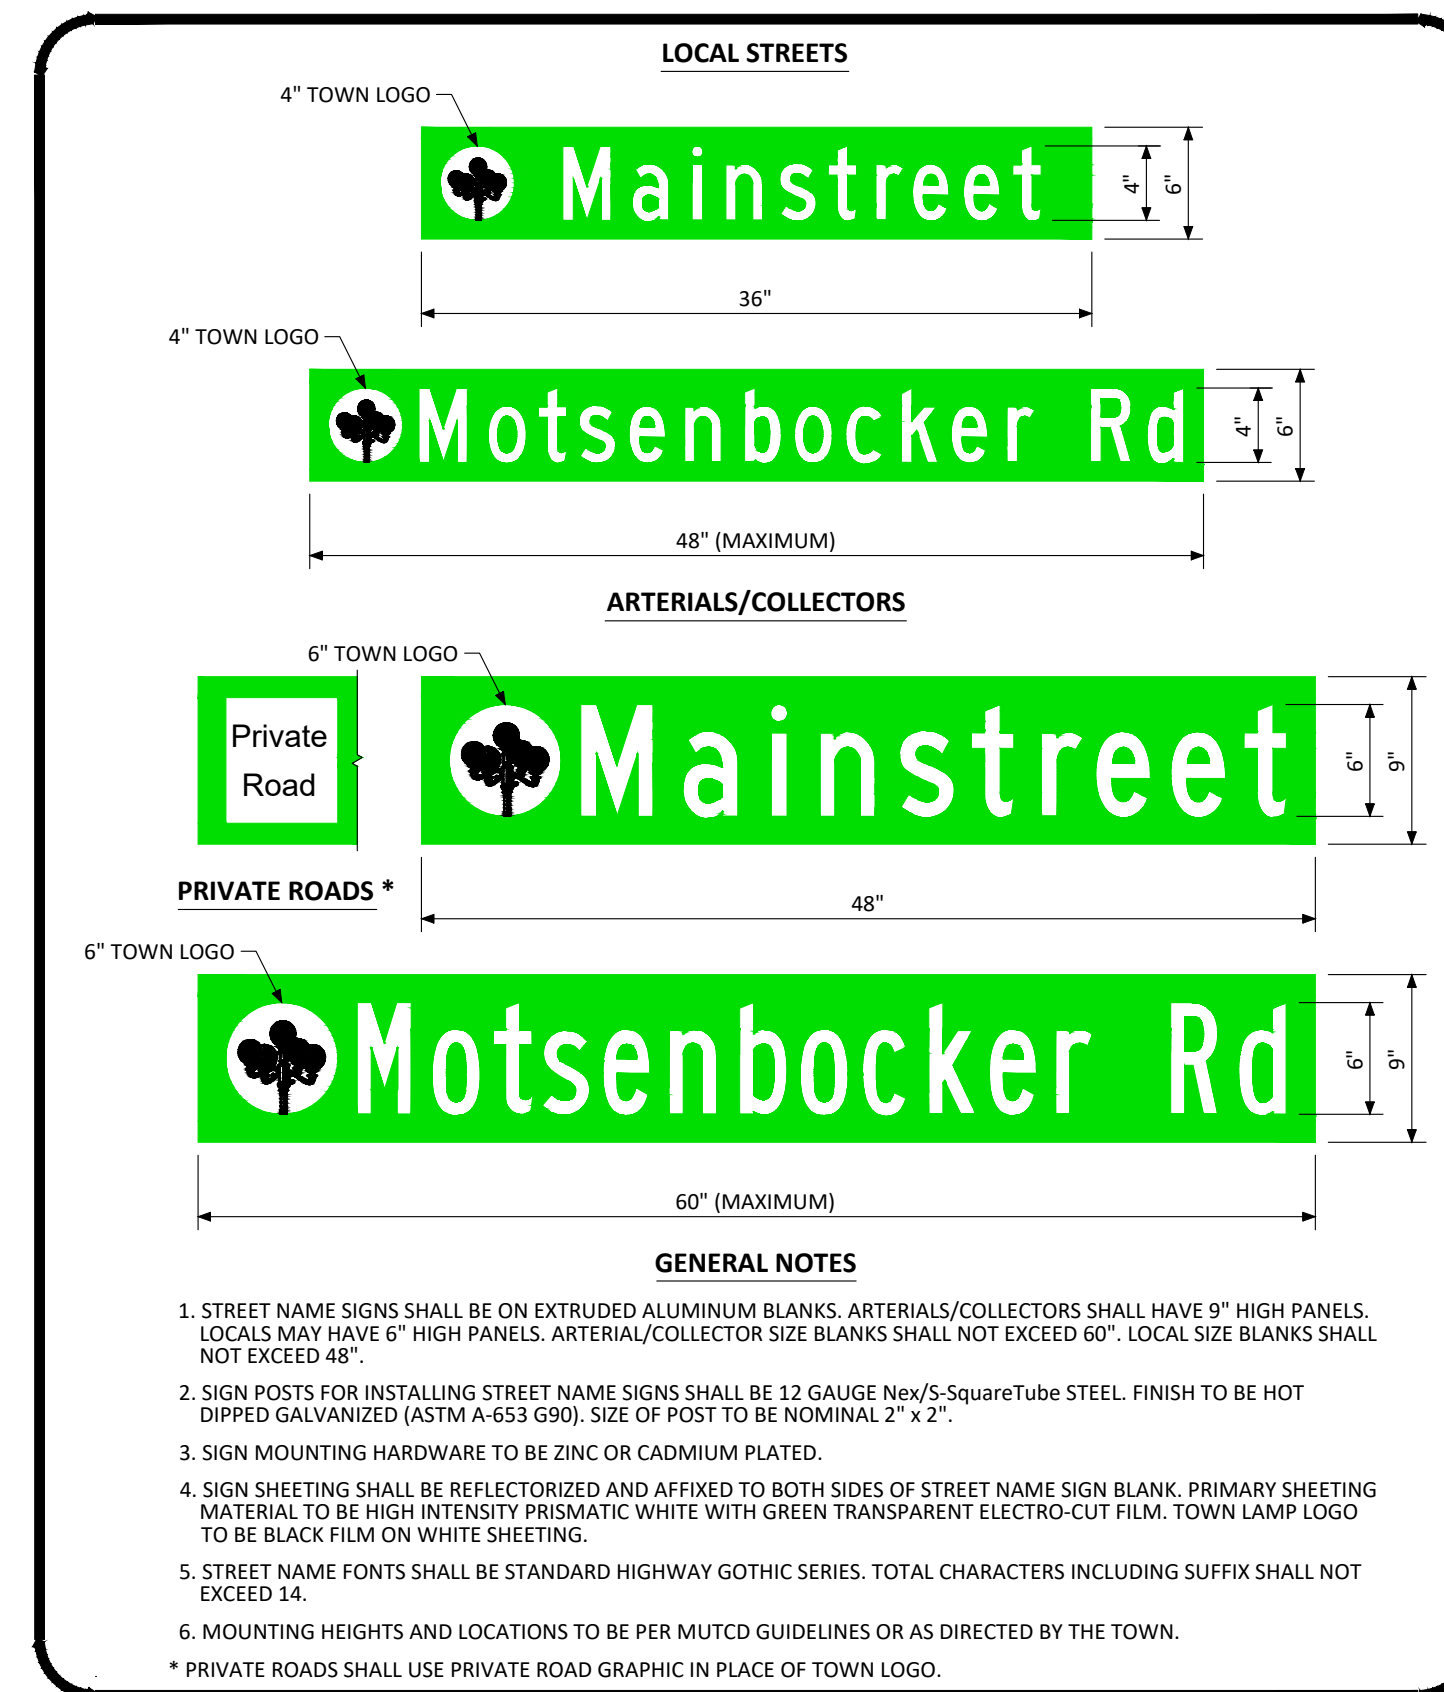 LOCAL STREETS
4" TOWN LOGO
Mainstreet
4"
6"
36"
4" TOWN LOGO
Motsenbocker Rd
4"
6"
48" (MAXIMUM)
ARTERIALS/COLLECTORS
6" TOWN LOGO
Private
Road
Mainstreet
6"
9"
PRIVATE ROADS *
48"
6" TOWN LOGO
Motsenbocker Rd
6"
9"
60" (MAXIMUM)
GENERAL NOTES
1. STREET NAME SIGNS SHALL BE ON EXTRUDED ALUMINUM BLANKS. ARTERIALS/COLLECTORS SHALL HAVE 9" HIGH PANELS.
LOCALS MAY HAVE 6" HIGH PANELS. ARTERIAL/COLLECTOR SIZE BLANKS SHALL NOT EXCEED 60". LOCAL SIZE BLANKS SHALL
NOT EXCEED 48".
2. SIGN POSTS FOR INSTALLING STREET NAME SIGNS SHALL BE 12 GAUGE Nex/S-SquareTube STEEL. FINISH TO BE HOT
DIPPED GALVANIZED (ASTM A-653 G90). SIZE OF POST TO BE NOMINAL 2" x 2".
3. SIGN MOUNTING HARDWARE TO BE ZINC OR CADMIUM PLATED.
4. SIGN SHEETING SHALL BE REFLECTORIZED AND AFFIXED TO BOTH SIDES OF STREET NAME SIGN BLANK. PRIMARY SHEETING
MATERIAL TO BE HIGH INTENSITY PRISMATIC WHITE WITH GREEN TRANSPARENT ELECTRO-CUT FILM. TOWN LAMP LOGO
TO BE BLACK FILM ON WHITE SHEETING.
5. STREET NAME FONTS SHALL BE STANDARD HIGHWAY GOTHIC SERIES. TOTAL CHARACTERS INCLUDING SUFFIX SHALL NOT
EXCEED 14.
6. MOUNTING HEIGHTS AND LOCATIONS TO BE PER MUTCD GUIDELINES OR AS DIRECTED BY THE TOWN.
* PRIVATE ROADS SHALL USE PRIVATE ROAD GRAPHIC IN PLACE OF TOWN LOGO.